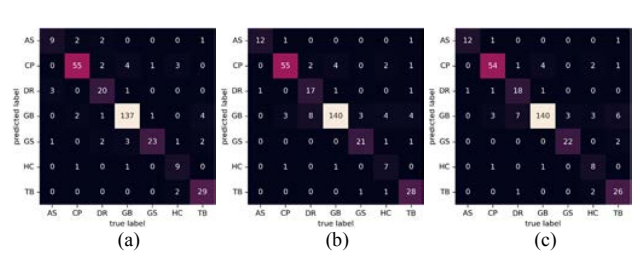 AS 9 2 2 0 0 0 1
CP 0 55 2 4 1 3 0
DR 3 0 20 1 0 0 0
GB 0 2 1 137 0 1 4
GS 1 0 2 3 23 1 2
HC 0 1 0 1 0 9 0
TB 0 0 0 0 0 2 29
AS CP DR GB GS HC TB
predicted label
true label
(a)
AS 12 1 0 0 0 0 1
CP 0 55 2 4 0 2 1
DR 1 1 17 1 0 0 0
GB 0 3 8 140 3 4 4
GS 0 0 0 0 21 1 1
HC 0 1 0 1 0 7 0
TB 0 0 0 0 1 1 28
AS CP DR GB GS HC TB
predicted label
true label
(b)
AS 12 1 0 0 0 0 1
CP 0 54 1 4 0 2 1
DR 1 1 18 1 0 0 0
GB 0 3 7 140 3 3 6
GS 0 0 0 0 22 0 2
HC 0 1 0 1 0 8 0
TB 0 0 1 0 0 2 26
AS CP DR GB GS HC TB
predicted label
true label
(c)